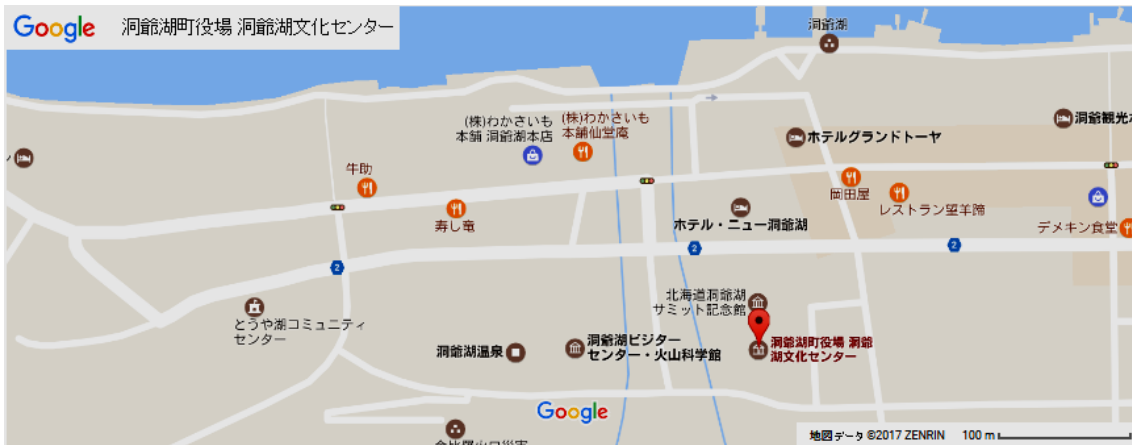 Google 洞爺湖町役場 洞爺湖文化センター
洞爺湖
(株)わかさいも
本舗 洞爺湖本店
(株)わかさいも
本舗仙堂庵
ホテルグランドトーヤ
洞爺観光ホ
ン
牛助
岡田屋
寿し竜
レストラン望羊蹄
ホテル・ニュー洞爺湖
デメキン食堂
2
2
2
とうや湖コミュニティ
センター
北海道洞爺湖
サミット記念館
洞爺湖温泉
洞爺湖ビジター
センター・火山科学館
洞爺湖町役場 洞爺
湖文化センター
Google
地図データ ©2017 ZENRIN 100 m